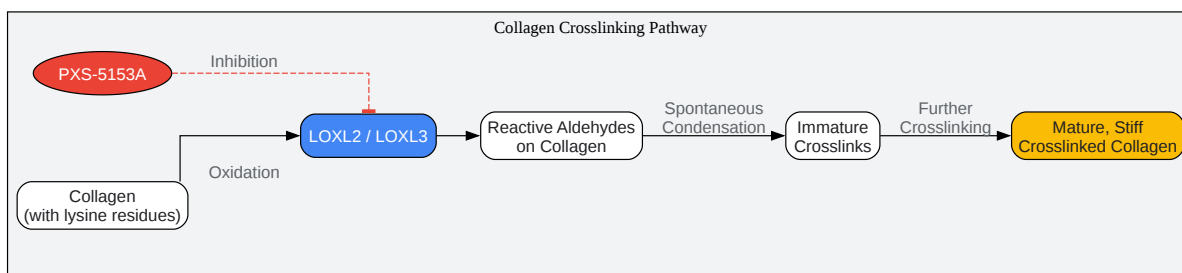 Collagen Crosslinking Pathway
PXS-5153A
Inhibition
LOXL2 / LOXL3
Reactive Aldehydes
on Collagen
Spontaneous
Condensation
Immature
Crosslinks
Further
Crosslinking
Mature, Stiff
Crosslinked Collagen
Oxidation
Collagen
(with lysine residues)